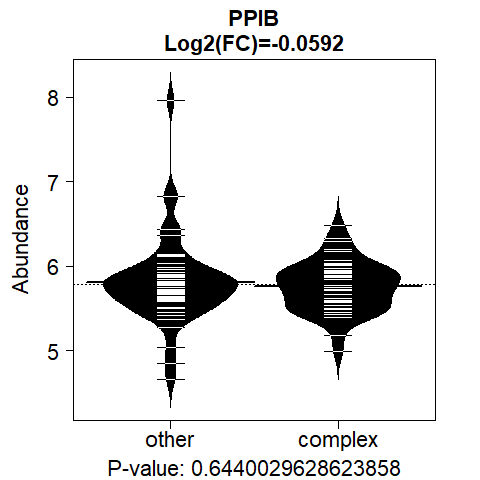 PPIB
Log2(FC)=-0.0592
Abundance
8
7
6
5
other complex
P-value: 0.6440029628623858